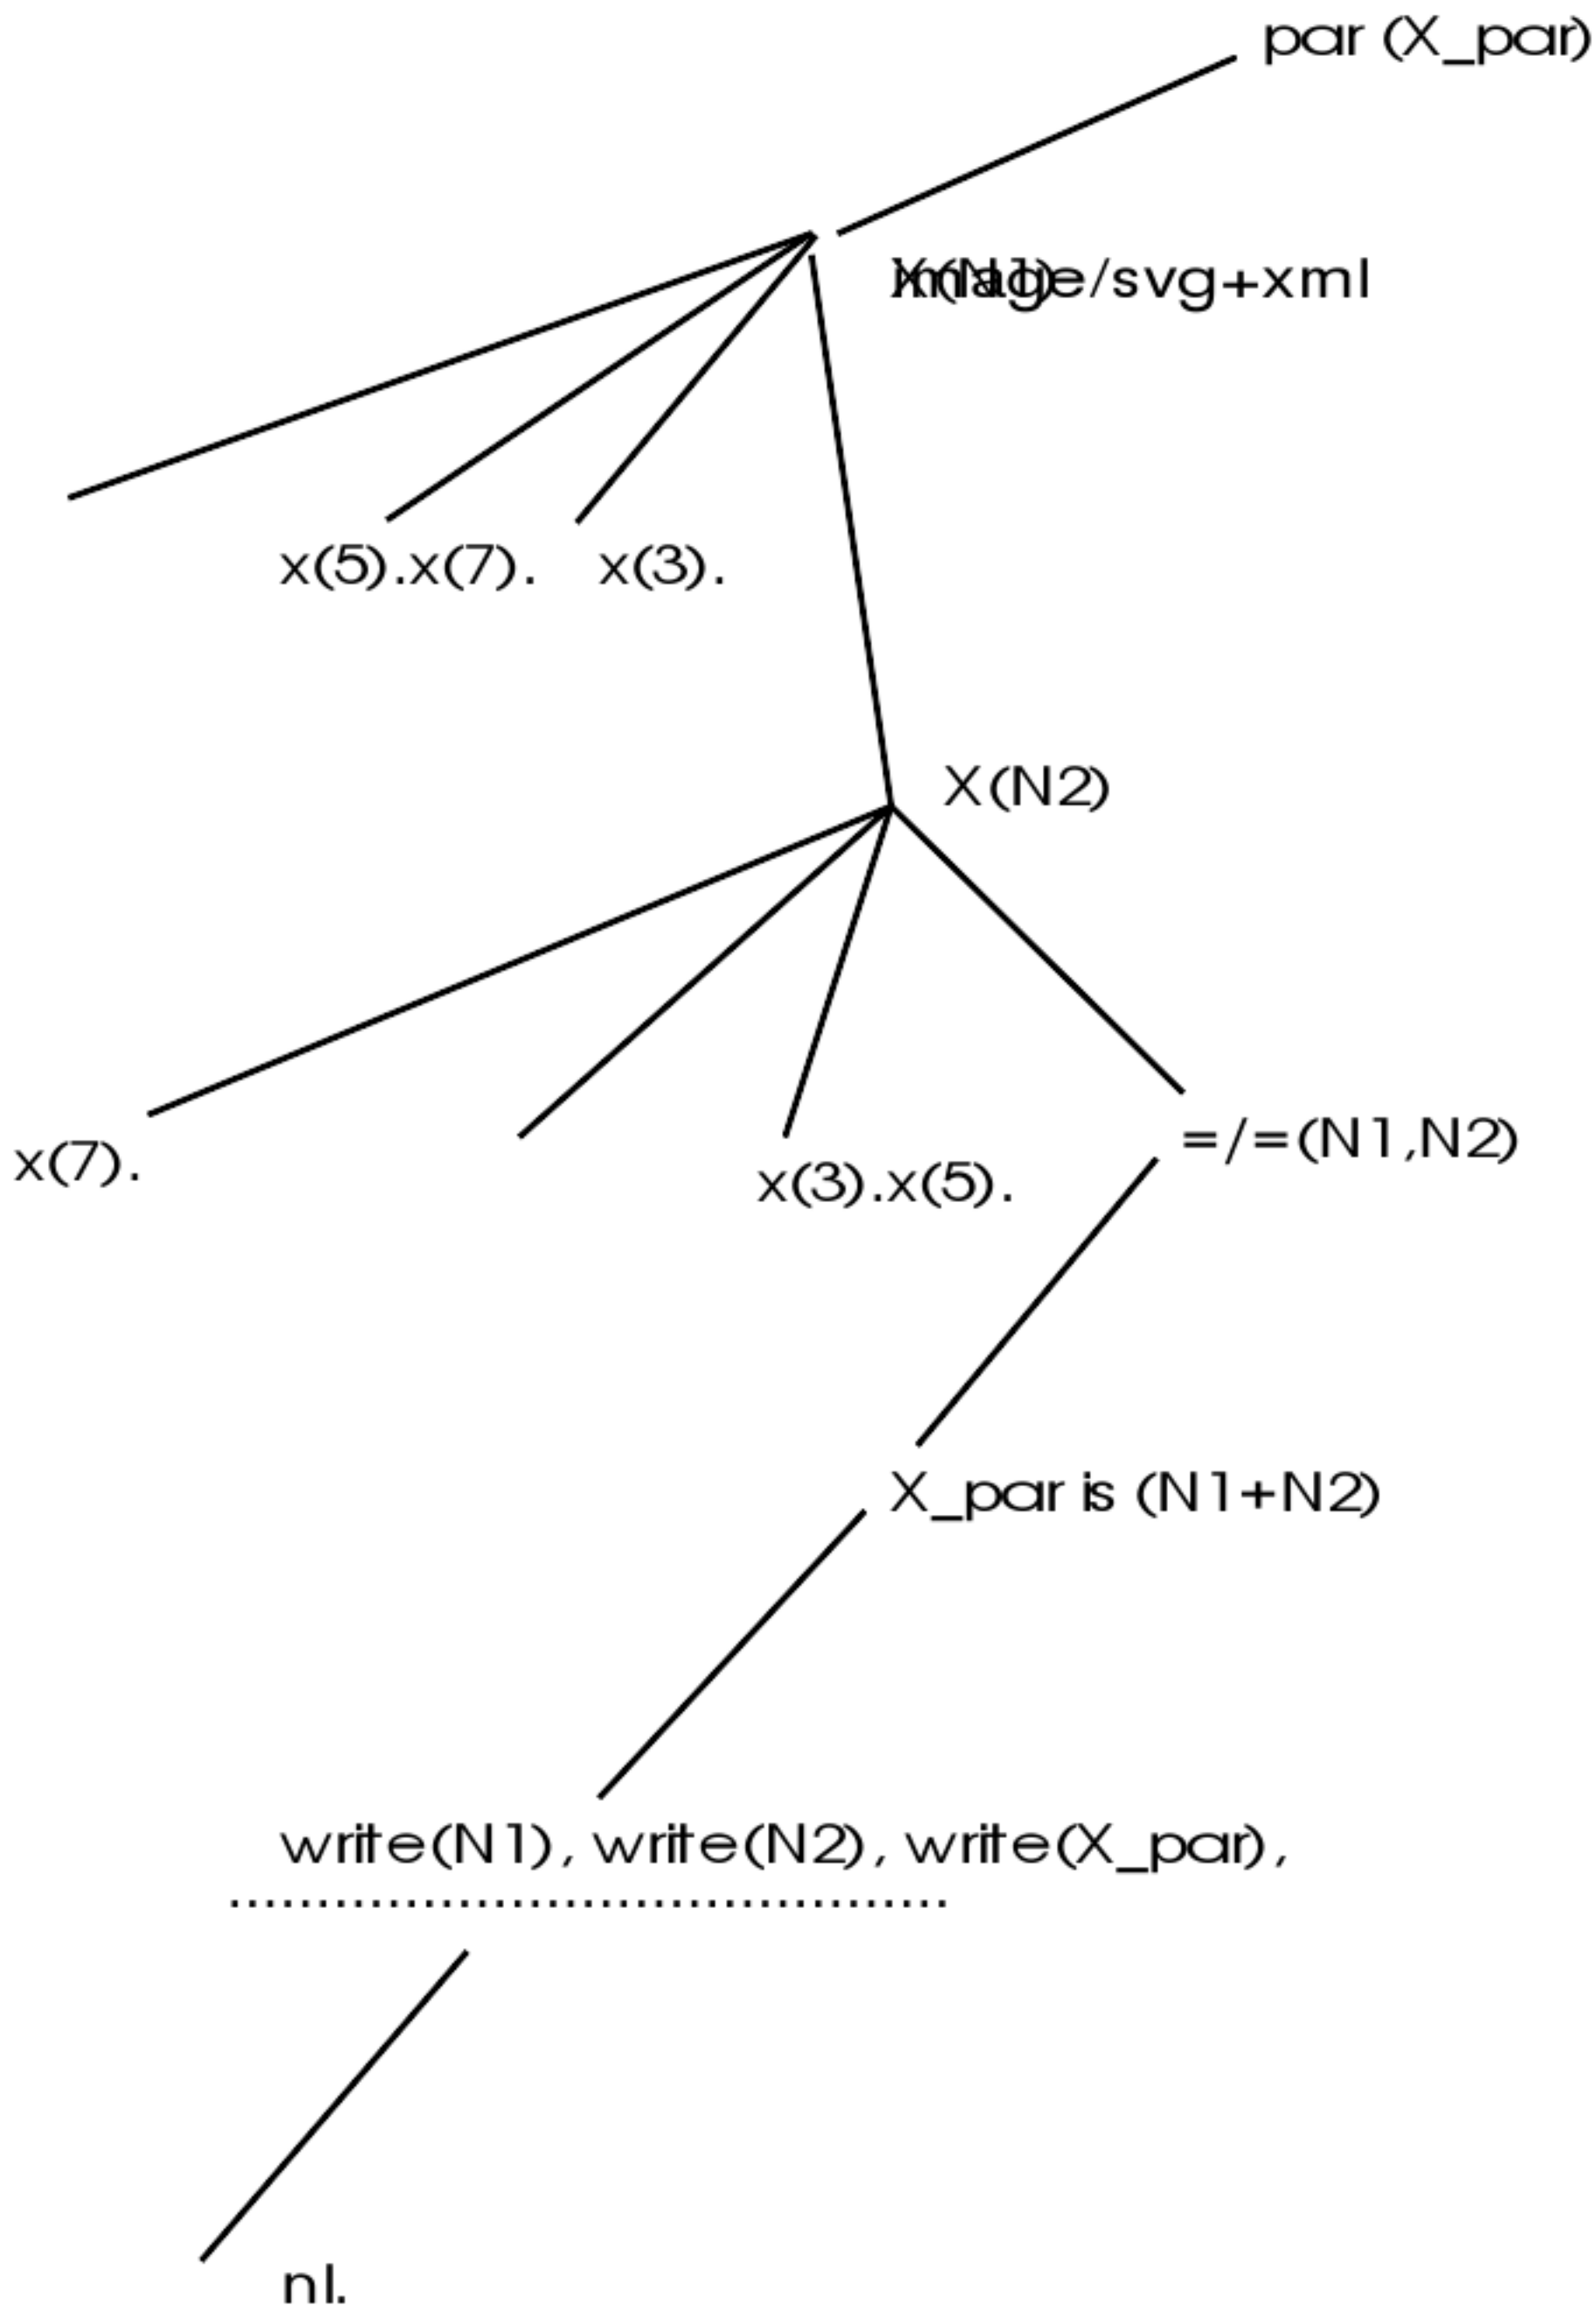 par (X_par)
X(N1)
image/svg+xml
x(5).x(7). x(3).
X(N2)
=/=(N1,N2)
x(7).
x(3).x(5).
X_par is (N1+N2)
write(N1), write(N2), write(X_par),
..........................................
nl.